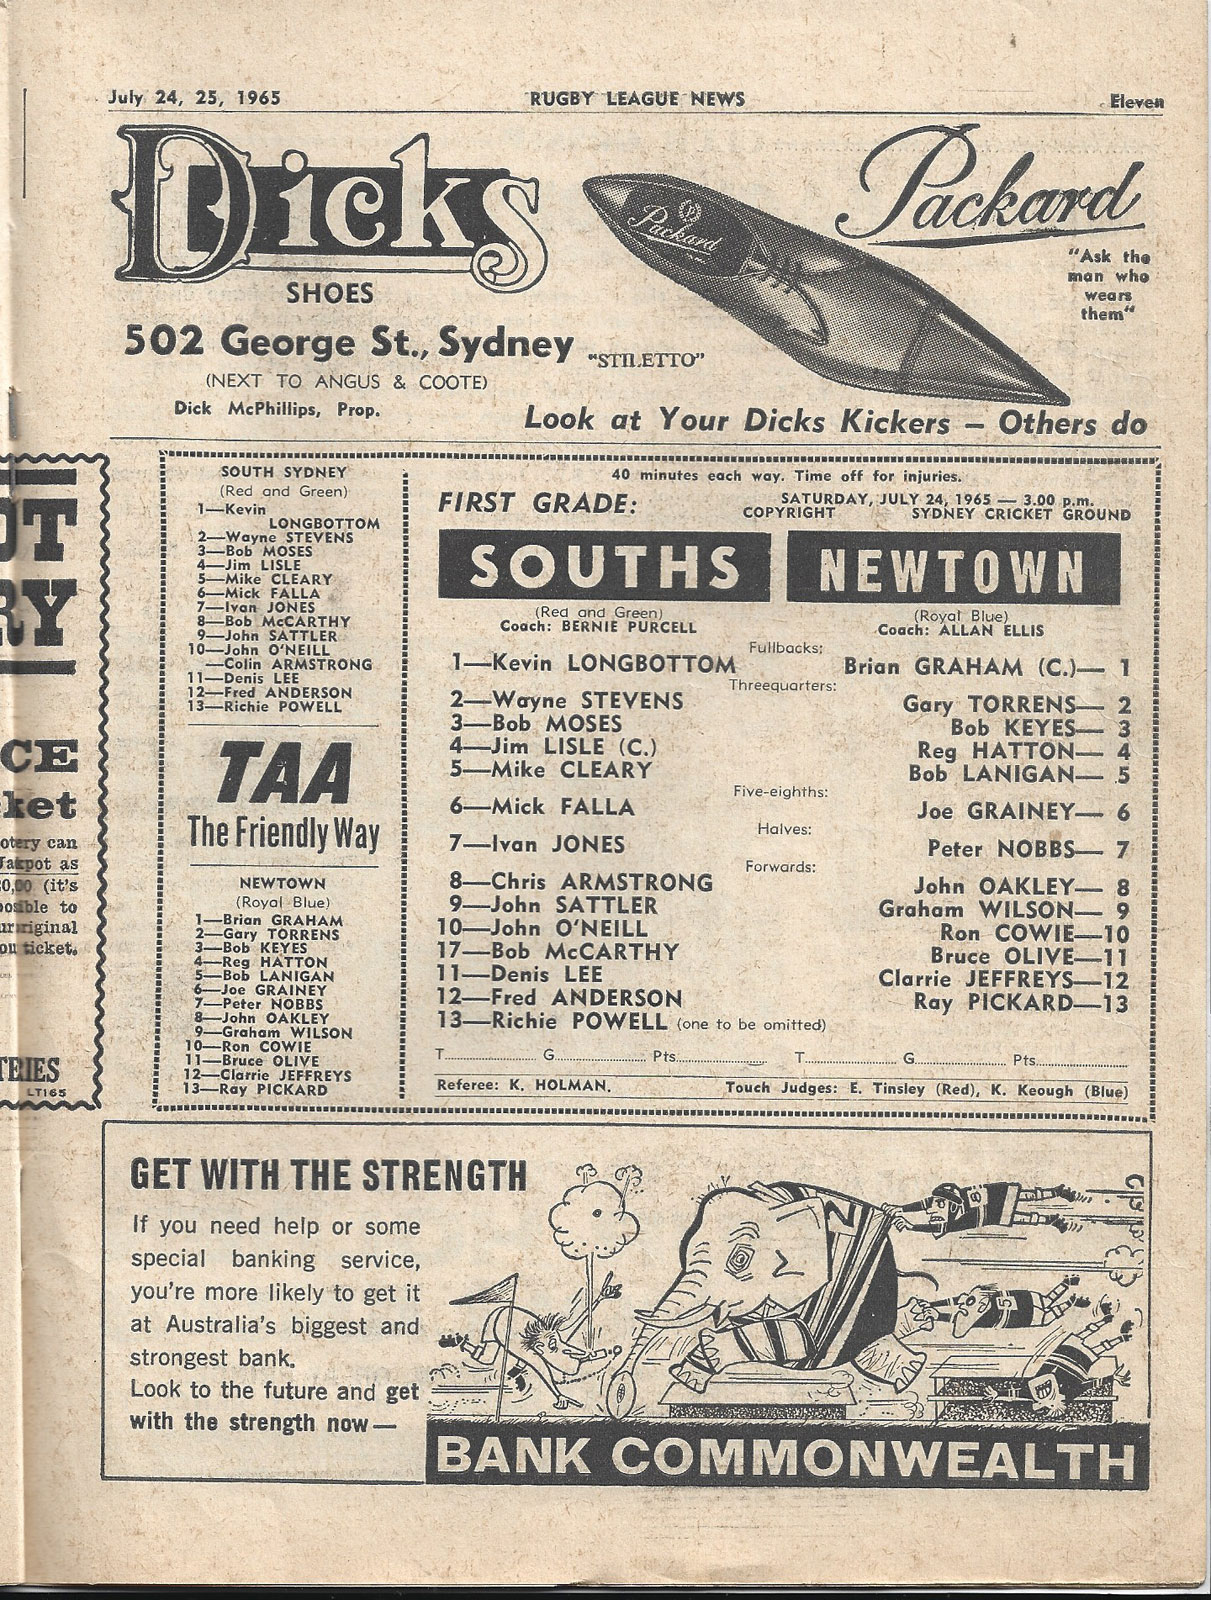 July 24, 25, 1965 RUGBY LEAGUE NEWS Eleven
Dicks
SHOES
502 George St., Sydney
(NEXT TO ANGUS & COOTE)
Dick McPhillips, Prop.
Packard
Packard
"Ask the
man who
wears
them"
"STILETTO"
Look at Your Dicks Kickers — Others do
SOUTH SYDNEY
(Red and Green)
1—Kevin
LONGBOTTOM
2—Wayne STEVENS
3—Bob MOSES
4—Jim LISLE
5—Mike CLEARY
6—Mick FALLA
7—Ivan JONES
8—Bob McCARTHY
9—John SATTLER
10—John O'NEILL
—Colin ARMSTRONG
11—Denis LEE
12—Fred ANDERSON
13—Richie POWELL
TAA
The Friendly Way
NEWTOWN
(Royal Blue)
1—Brian GRAHAM
2—Gary TORRENS
3—Bob KEYES
4—Reg HATTON
5—Bob LANIGAN
6—Joe GRAINEY
7—Peter NOBBS
8—John OAKLEY
9—Graham WILSON
10—Ron COWIE
11—Bruce OLIVE
12—Clarrie JEFFREYS
13—Ray PICKARD
40 minutes each way. Time off for injuries.
FIRST GRADE: SATURDAY, JULY 24, 1965 — 3.00 p.m.
COPYRIGHT SYDNEY CRICKET GROUND
SOUTHS NEWTOWN
(Red and Green) (Royal Blue)
Coach: BERNIE PURCELL Coach: ALLAN ELLIS
Fullbacks:
1—Kevin LONGBOTTOM Brian GRAHAM (C.)— 1
Threequarters:
2—Wayne STEVENS Gary TORRENS— 2
3—Bob MOSES Bob KEYES— 3
4—Jim LISLE (C.) Reg HATTON— 4
5—Mike CLEARY Bob LANIGAN— 5
Five-eighths:
6—Mick FALLA Joe GRAINEY— 6
Halves:
7—Ivan JONES Peter NOBBS— 7
Forwards:
8—Chris ARMSTRONG John OAKLEY— 8
9—John SATTLER Graham WILSON— 9
10—John O'NEILL Ron COWIE—10
17—Bob McCARTHY Bruce OLIVE—11
11—Denis LEE Clarrie JEFFREYS—12
12—Fred ANDERSON Ray PICKARD—13
13—Richie POWELL (one to be omitted)
T.................... G.................... Pts.................... T.................... G.................... Pts....................
Referee: K. HOLMAN. Touch Judges: E. Tinsley (Red), K. Keough (Blue)
GET WITH THE STRENGTH
If you need help or some
special banking service,
you're more likely to get it
at Australia's biggest and
strongest bank.
Look to the future and get
with the strength now—
BANK COMMONWEALTH
LT165